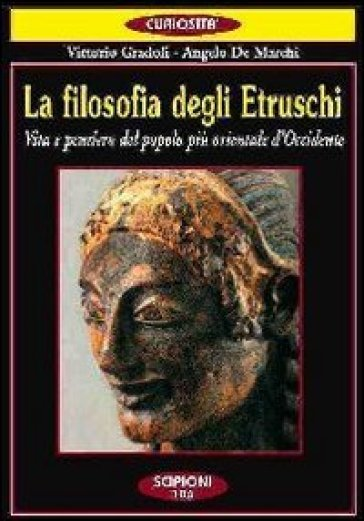 CURIOSITA'
Vittorio Gradoli - Angelo De Marchi
La filosofia degli Etruschi
Vita e pensiero del popolo più orientale d'Occidente
SCIPIONI